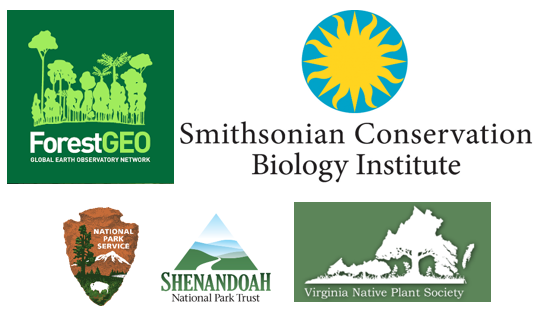 ForestGEO
GLOBAL EARTH OBSERVATORY NETWORK
Smithsonian Conservation
Biology Institute
NATIONAL
PARK
SERVICE
SHENANDOAH
National Park Trust
Virginia Native Plant Society